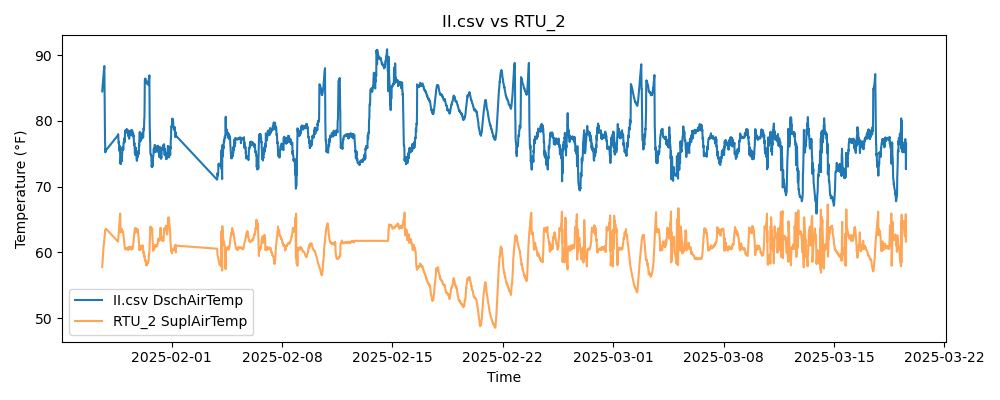 II.csv vs RTU_2
Temperature (°F)
90
80
70
60
50
II.csv DschAirTemp
RTU_2 SuplAirTemp
2025-02-01 2025-02-08 2025-02-15 2025-02-22 2025-03-01 2025-03-08 2025-03-15 2025-03-22
Time